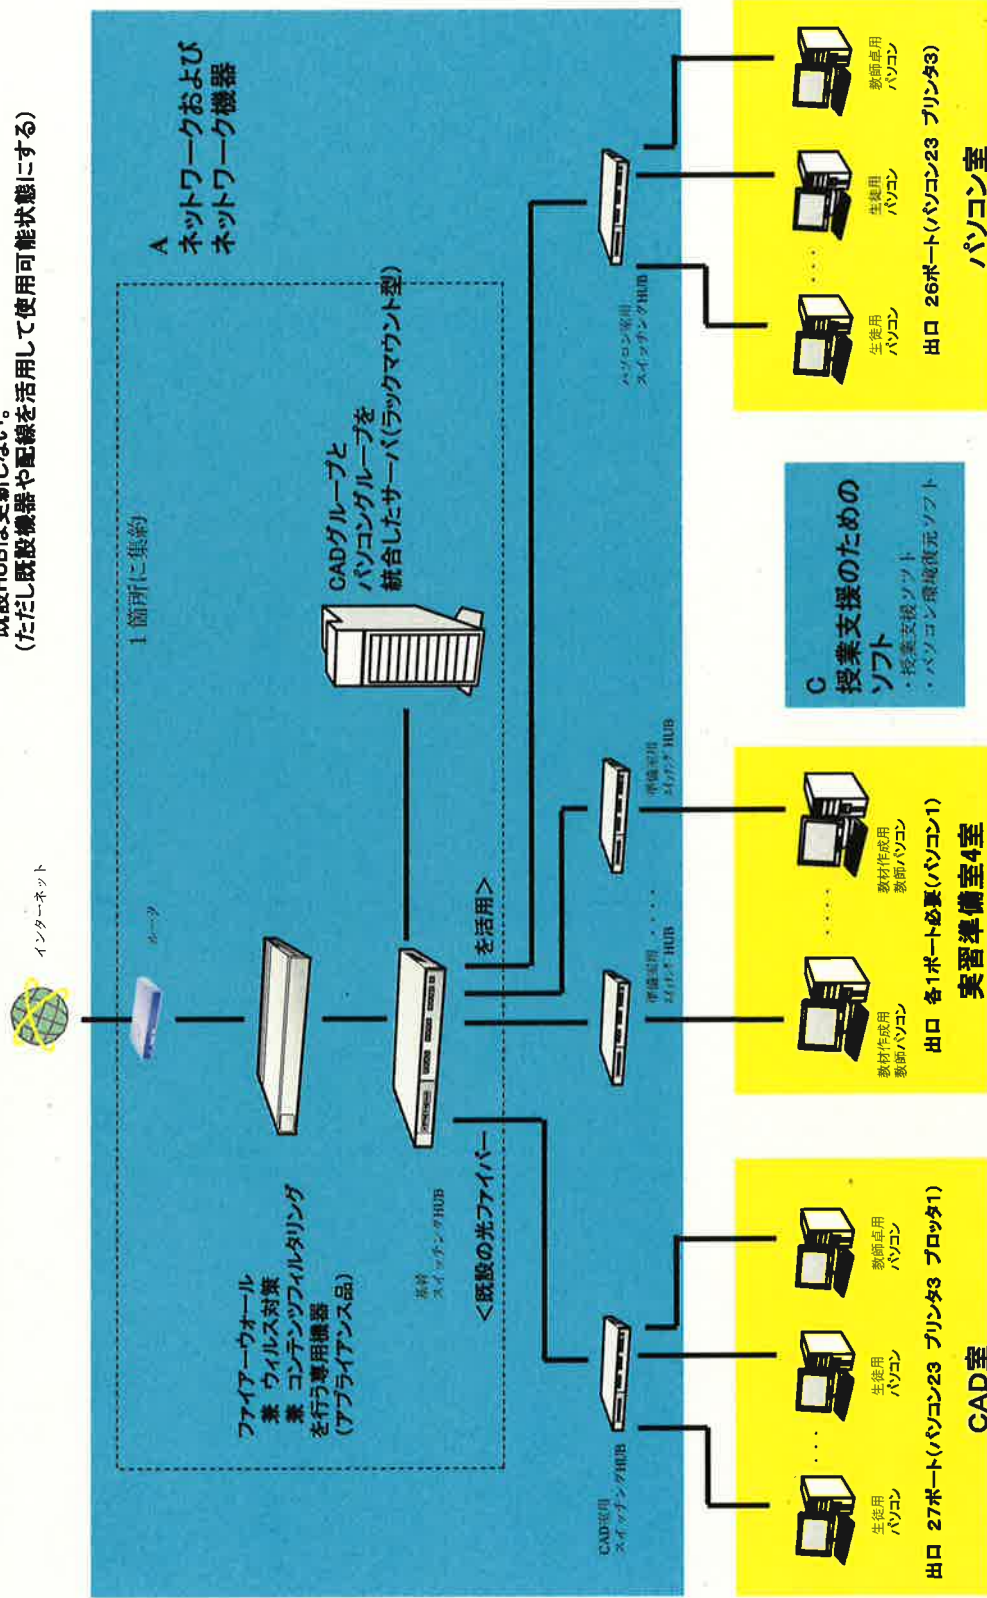 既設HUBは更新しない。
(ただし既設機器や配線を活用して使用可能状態にする)
インターネット
ルータ
1箇所に集約
A
ネットワークおよび
ネットワーク機器
ファイアーウォール
兼 ウィルス対策
兼 コンテンツフィルタリング
を行う専用機器
(アプライアンス品)
CADグループと
パソコングループを
統合したサーバ(ラックマウント型)
基幹
スイッチングHUB
<既設の光ファイバー
を活用>
CAD室用
スイッチングHUB
準備室用
スイッチングHUB
・・・・
準備室用
スイッチングHUB
パソコン室用
スイッチングHUB
生徒用
パソコン
・・・・
生徒用
パソコン
教師卓用
パソコン
出口 27ポート(パソコン23 プリンタ3 プロッタ1)
CAD室
教材作成用
教師パソコン
・・・・
教材作成用
教師パソコン
出口 各1ポート必要(パソコン1)
実習準備室4室
C
授業支援のための
ソフト
・授業支援ソフト
・パソコン環境復元ソフト
生徒用
パソコン
・・・
生徒用
パソコン
教師卓用
パソコン
出口 26ポート(パソコン23 プリンタ3)
パソコン室